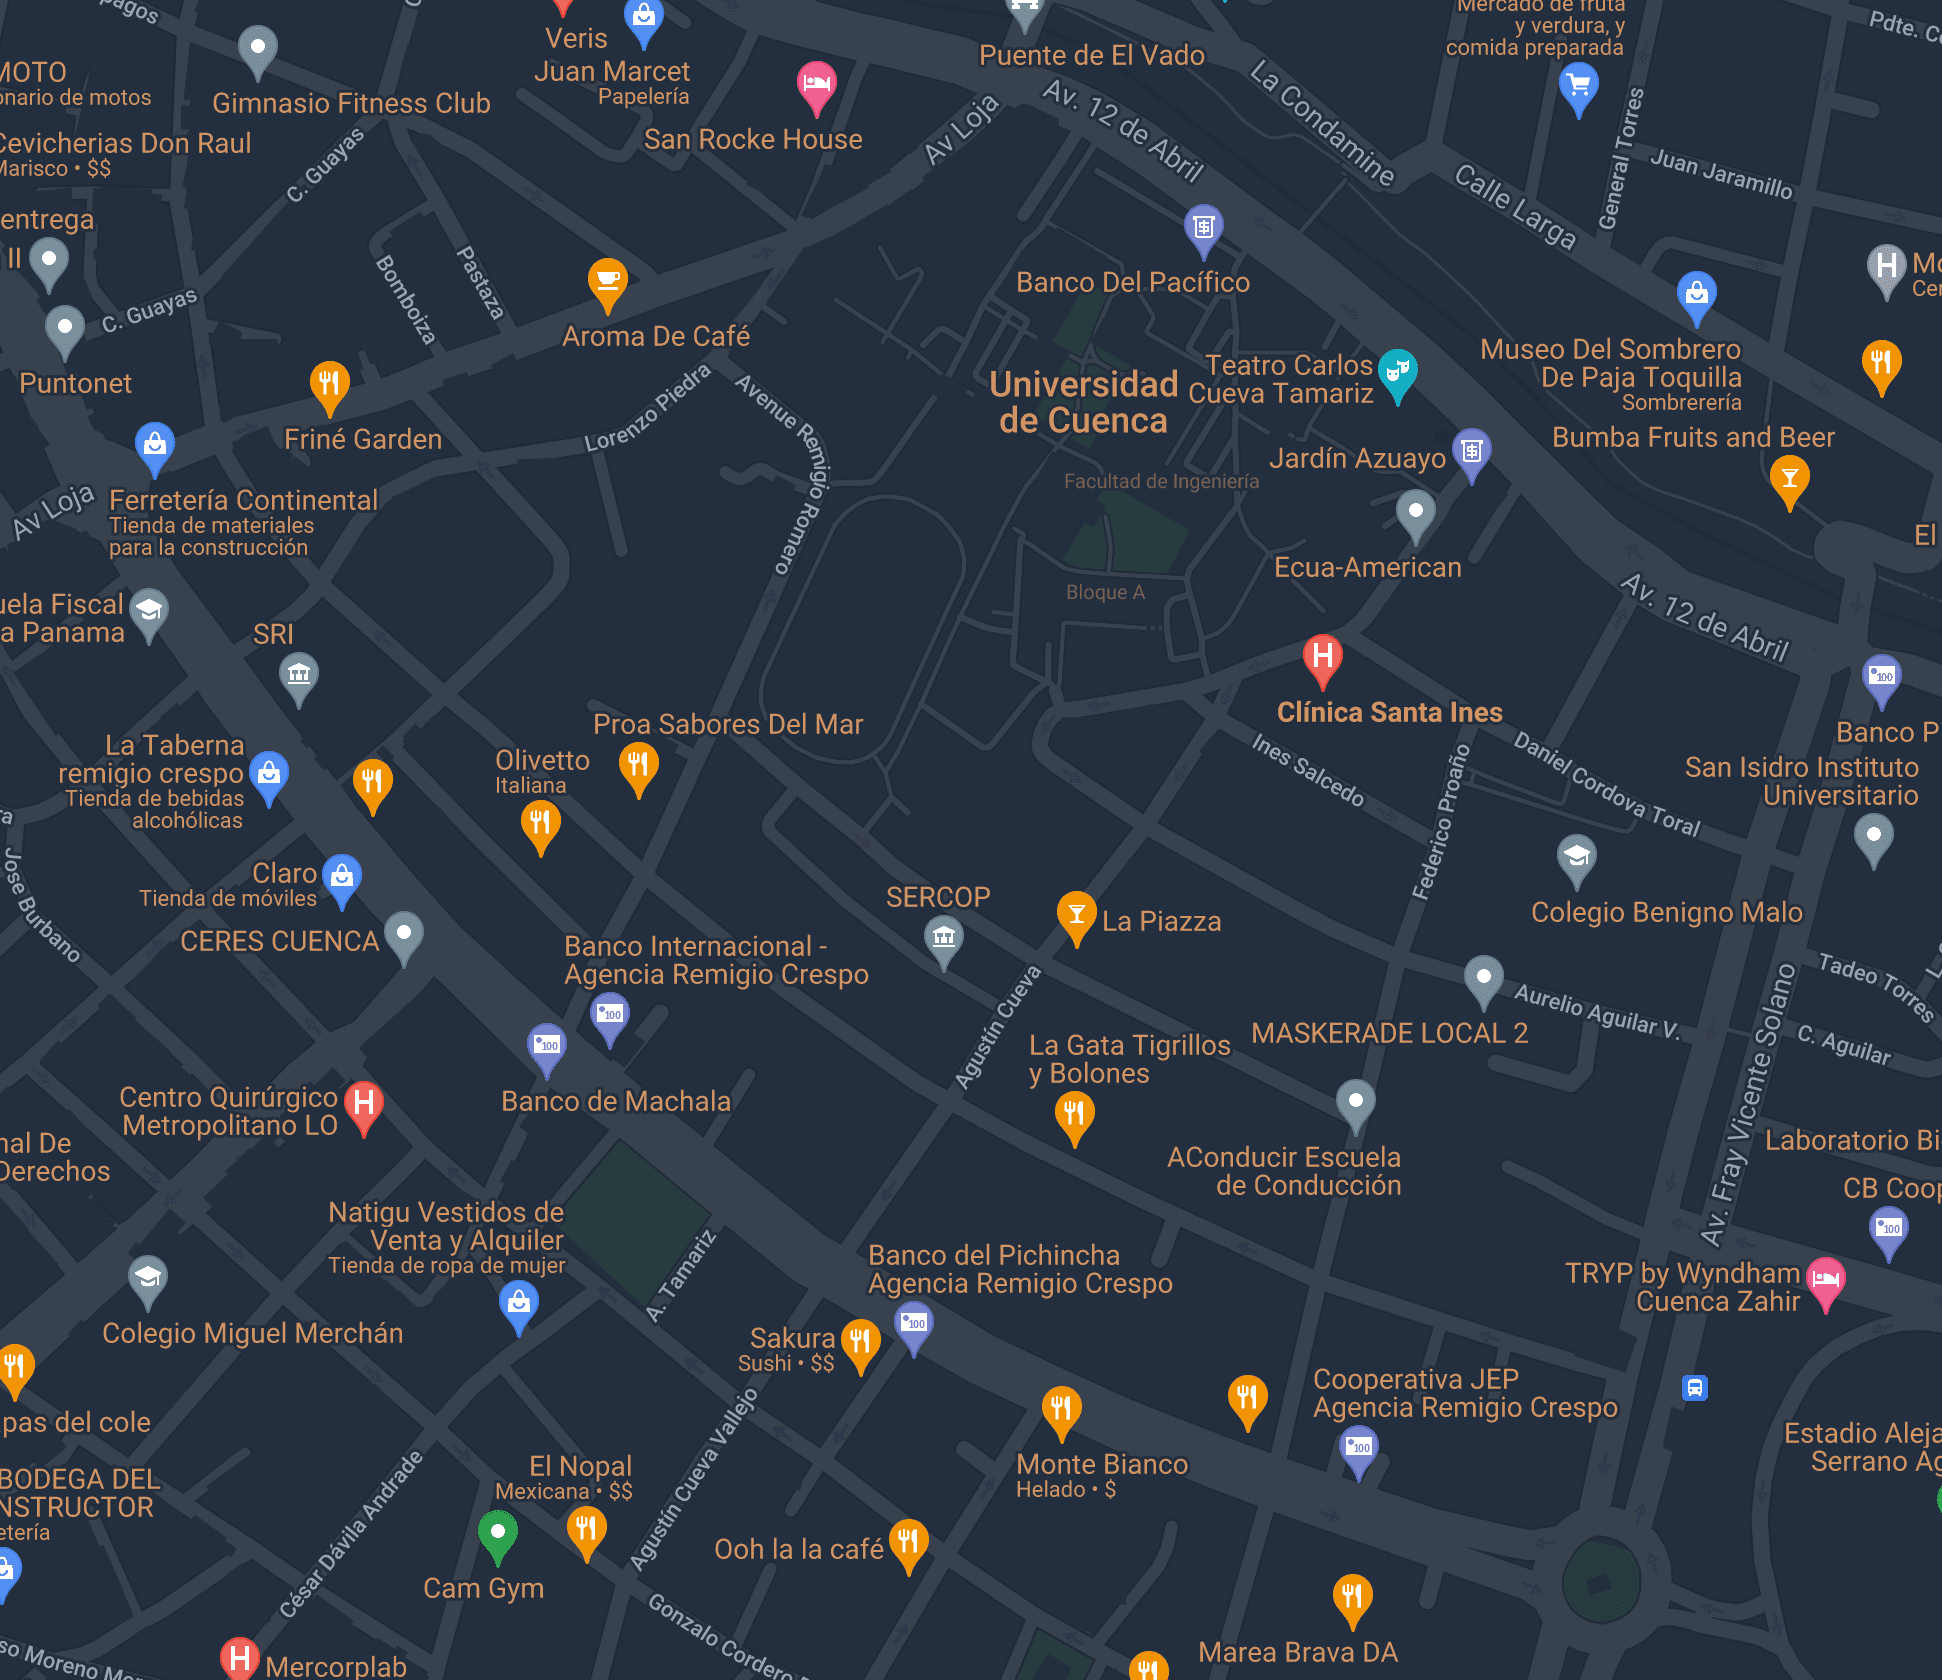 Veris
Juan Marcet
Papelería
Puente de El Vado
Mercado de fruta
y verdura, y
comida preparada
MOTO
onario de motos
Gimnasio Fitness Club
San Rocke House
Av Loja
Av. 12 de Abril
La Condamine
Calle Larga
General Torres
Juan Jaramillo
Cevicherias Don Raul
Marisco • $$
C. Guayas
entrega
II
Pastaza
Bomboiza
C. Guayas
Banco Del Pacífico
Aroma De Café
Puntonet
Friné Garden
Lorenzo Piedra
Avenue Remigio Romero
Universidad
de Cuenca
Teatro Carlos
Cueva Tamariz
Museo Del Sombrero
De Paja Toquilla
Sombrerería
Bumba Fruits and Beer
Jardín Azuayo
Facultad de Ingeniería
Av Loja
Ferretería Continental
Tienda de materiales
para la construcción
Ecua-American
El
Bloque A
Av. 12 de Abril
uela Fiscal
a Panama
SRI
Clínica Santa Ines
Proa Sabores Del Mar
Banco P
Olivetto
Italiana
Ines Salcedo
Federico Proaño
Daniel Cordova Toral
San Isidro Instituto
Universitario
La Taberna
remigio crespo
Tienda de bebidas
alcohólicas
Jose Burbano
Claro
Tienda de móviles
CERES CUENCA
SERCOP
La Piazza
Colegio Benigno Malo
Banco Internacional -
Agencia Remigio Crespo
Agustín Cueva
Tadeo Torres
Aurelio Aguilar V.
Av. Fray Vicente Solano
C. Aguilar
MASKERADE LOCAL 2
La Gata Tigrillos
y Bolones
Centro Quirúrgico
Metropolitano LO
Banco de Machala
nal De
Derechos
AConducir Escuela
de Conducción
Laboratorio Bi
CB Coop
Natigu Vestidos de
Venta y Alquiler
Tienda de ropa de mujer
A. Tamariz
Banco del Pichincha
Agencia Remigio Crespo
TRYP by Wyndham
Cuenca Zahir
Colegio Miguel Merchán
Sakura
Sushi • $$
Cooperativa JEP
Agencia Remigio Crespo
pas del cole
Estadio Aleja
Serrano Ag
BODEGA DEL
NSTRUCTOR
etería
César Dávila Andrade
El Nopal
Mexicana • $$
Agustín Cueva Vallejo
Monte Bianco
Helado • $
Ooh la la café
Cam Gym
Gonzalo Cordero
Marea Brava DA
so Moreno Mor
Mercorplab